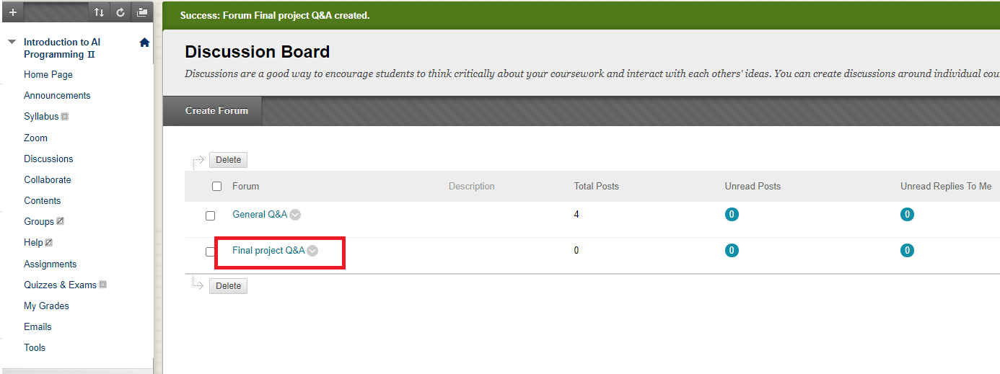 Success: Forum Final project Q&A created.
Introduction to AI
Programming II
Home Page
Announcements
Syllabus
Zoom
Discussions
Collaborate
Contents
Groups
Help
Assignments
Quizzes & Exams
My Grades
Emails
Tools
Discussion Board
Discussions are a good way to encourage students to think critically about your coursework and interact with each others' ideas. You can create discussions around individual cou
Create Forum
Delete
Forum Description Total Posts Unread Posts Unread Replies To Me
General Q&A 4 0 0
Final project Q&A 0 0 0
Delete